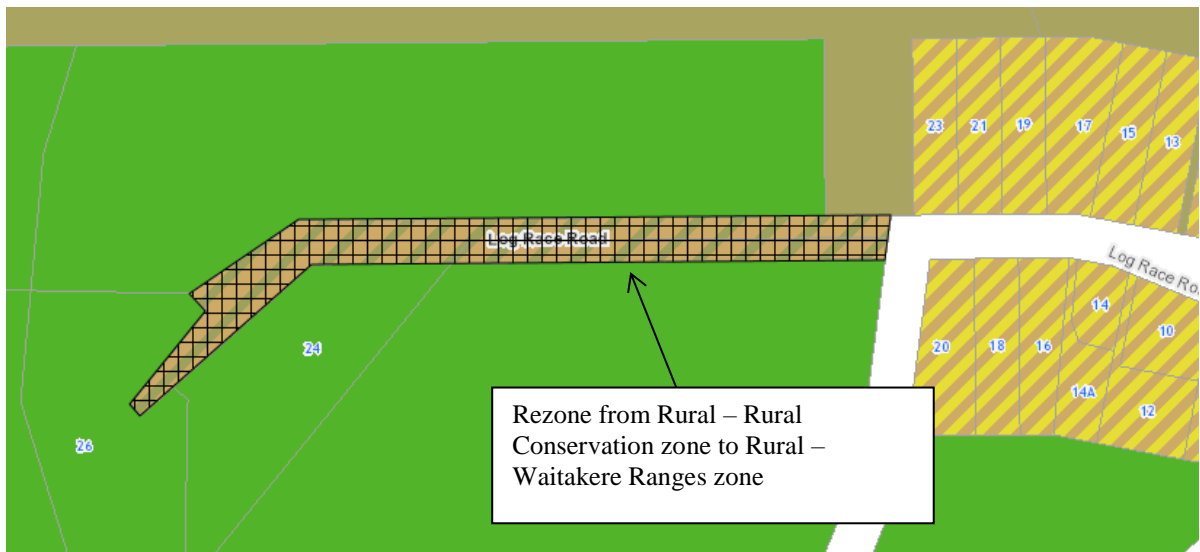 23
21
19
17
15
13
Log Race Road
Log Race Ro
14
10
20
18
16
24
14A
12
Rezone from Rural – Rural
Conservation zone to Rural –
Waitakere Ranges zone
26